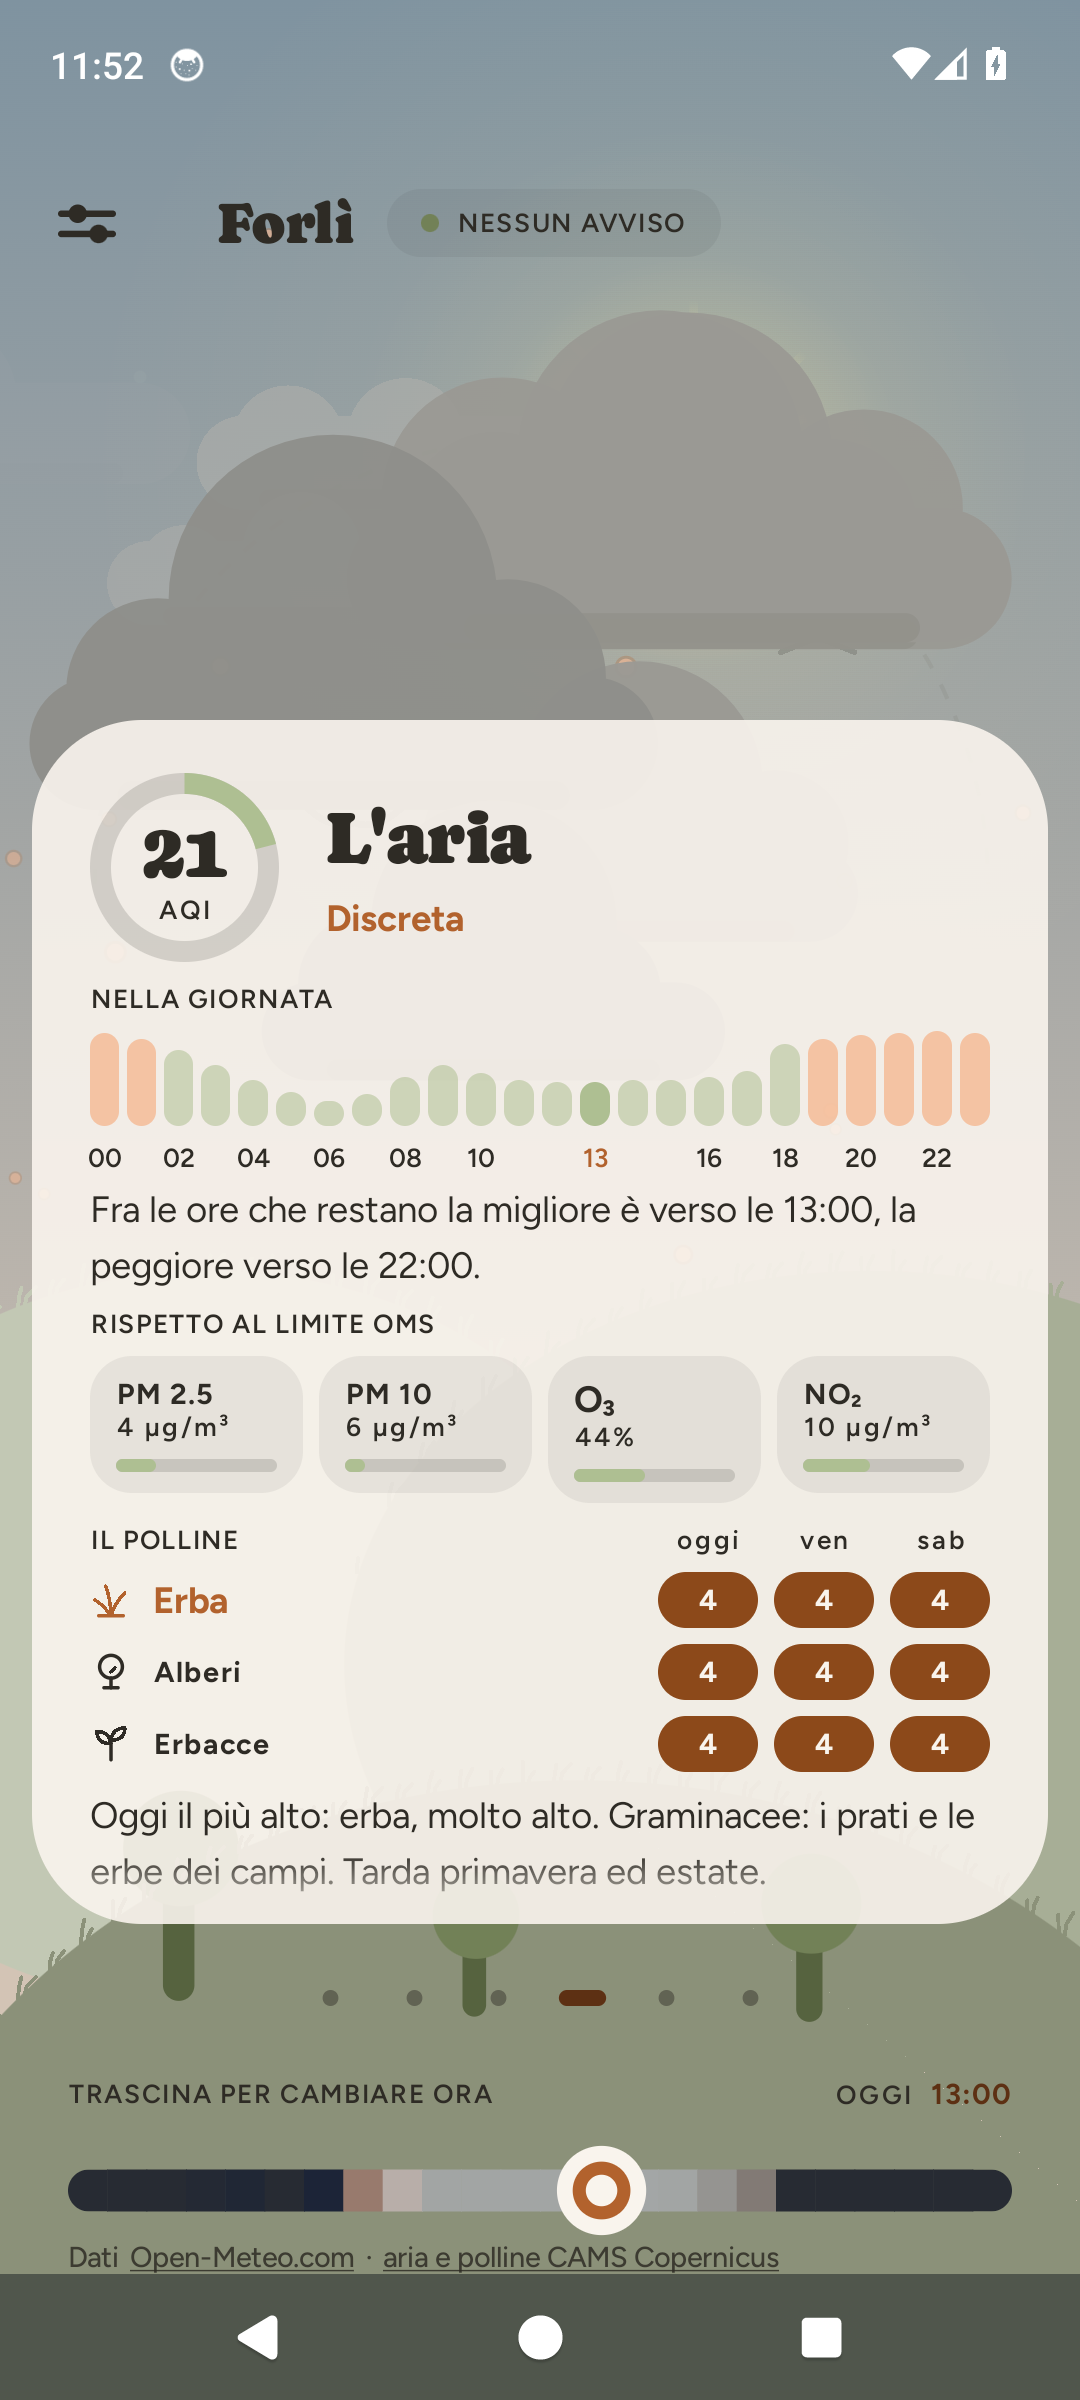 11:52
Forlì
NESSUN AVVISO
21
AQI
L'aria
Discreta
NELLA GIORNATA
00 02 04 06 08 10 13 16 18 20 22
Fra le ore che restano la migliore è verso le 13:00, la
peggiore verso le 22:00.
RISPETTO AL LIMITE OMS
PM 2.5 PM 10 O₃ NO₂
4 µg/m³ 6 µg/m³ 44% 10 µg/m³
IL POLLINE oggi ven sab
Erba 4 4 4
Alberi 4 4 4
Erbacce 4 4 4
Oggi il più alto: erba, molto alto. Graminacee: i prati e le
erbe dei campi. Tarda primavera ed estate.
TRASCINA PER CAMBIARE ORA OGGI 13:00
Dati Open-Meteo.com · aria e polline CAMS Copernicus